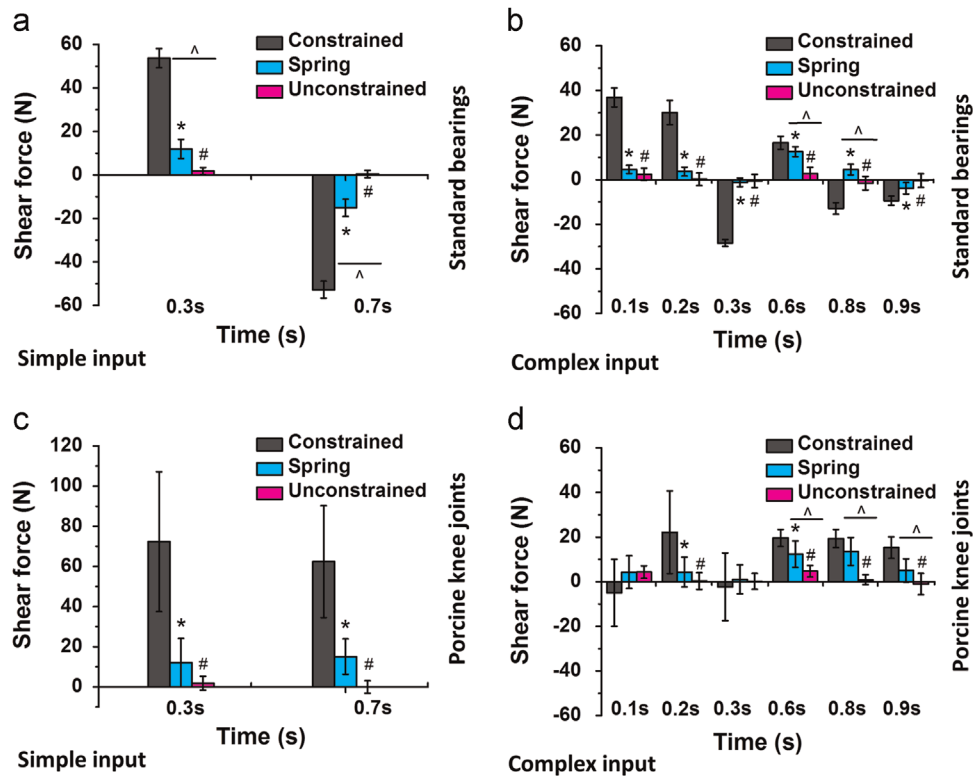 a
Shear force (N)
60
40
20
0
-20
-40
-60
Constrained
Spring
Unconstrained
^
*
#
*
#
^
0.3s
0.7s
Time (s)
Simple input
Standard bearings
b
Shear force (N)
60
40
20
0
-20
-40
-60
Constrained
Spring
Unconstrained
*
#
*
#
*
#
^
*
#
^
*
#
*
#
0.1s
0.2s
0.3s
0.6s
0.8s
0.9s
Time (s)
Complex input
Standard bearings
c
Shear force (N)
120
100
80
60
40
20
0
Constrained
Spring
Unconstrained
*
#
*
#
0.3s
0.7s
Time (s)
Simple input
Porcine knee joints
d
Shear force (N)
60
40
20
0
-20
-40
-60
Constrained
Spring
Unconstrained
*
#
^
*
#
^
#
^
#
0.1s
0.2s
0.3s
0.6s
0.8s
0.9s
Time (s)
Complex input
Porcine knee joints